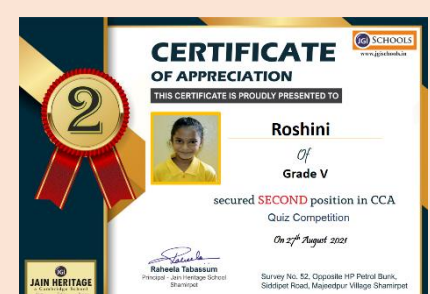 JGI SCHOOLS
www.jgischools.in
CERTIFICATE
OF APPRECIATION
THIS CERTIFICATE IS PROUDLY PRESENTED TO
2
Roshini
Of
Grade V
secured SECOND position in CCA
Quiz Competition
On 27th August 2021
Raheela Tabassum
Principal - Jain Heritage School
Shamirpet
Survey No. 52, Opposite HP Petrol Bunk,
Siddipet Road, Majeedpur Village Shamirpet
JGI
JAIN HERITAGE
a Cambridge School